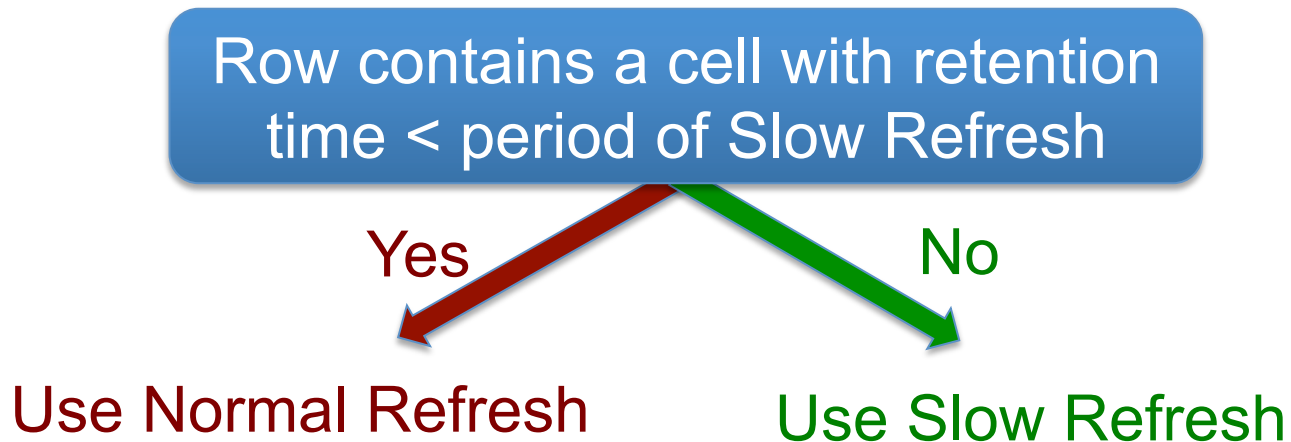 Row contains a cell with retention
time < period of Slow Refresh
Yes
No
Use Normal Refresh
Use Slow Refresh